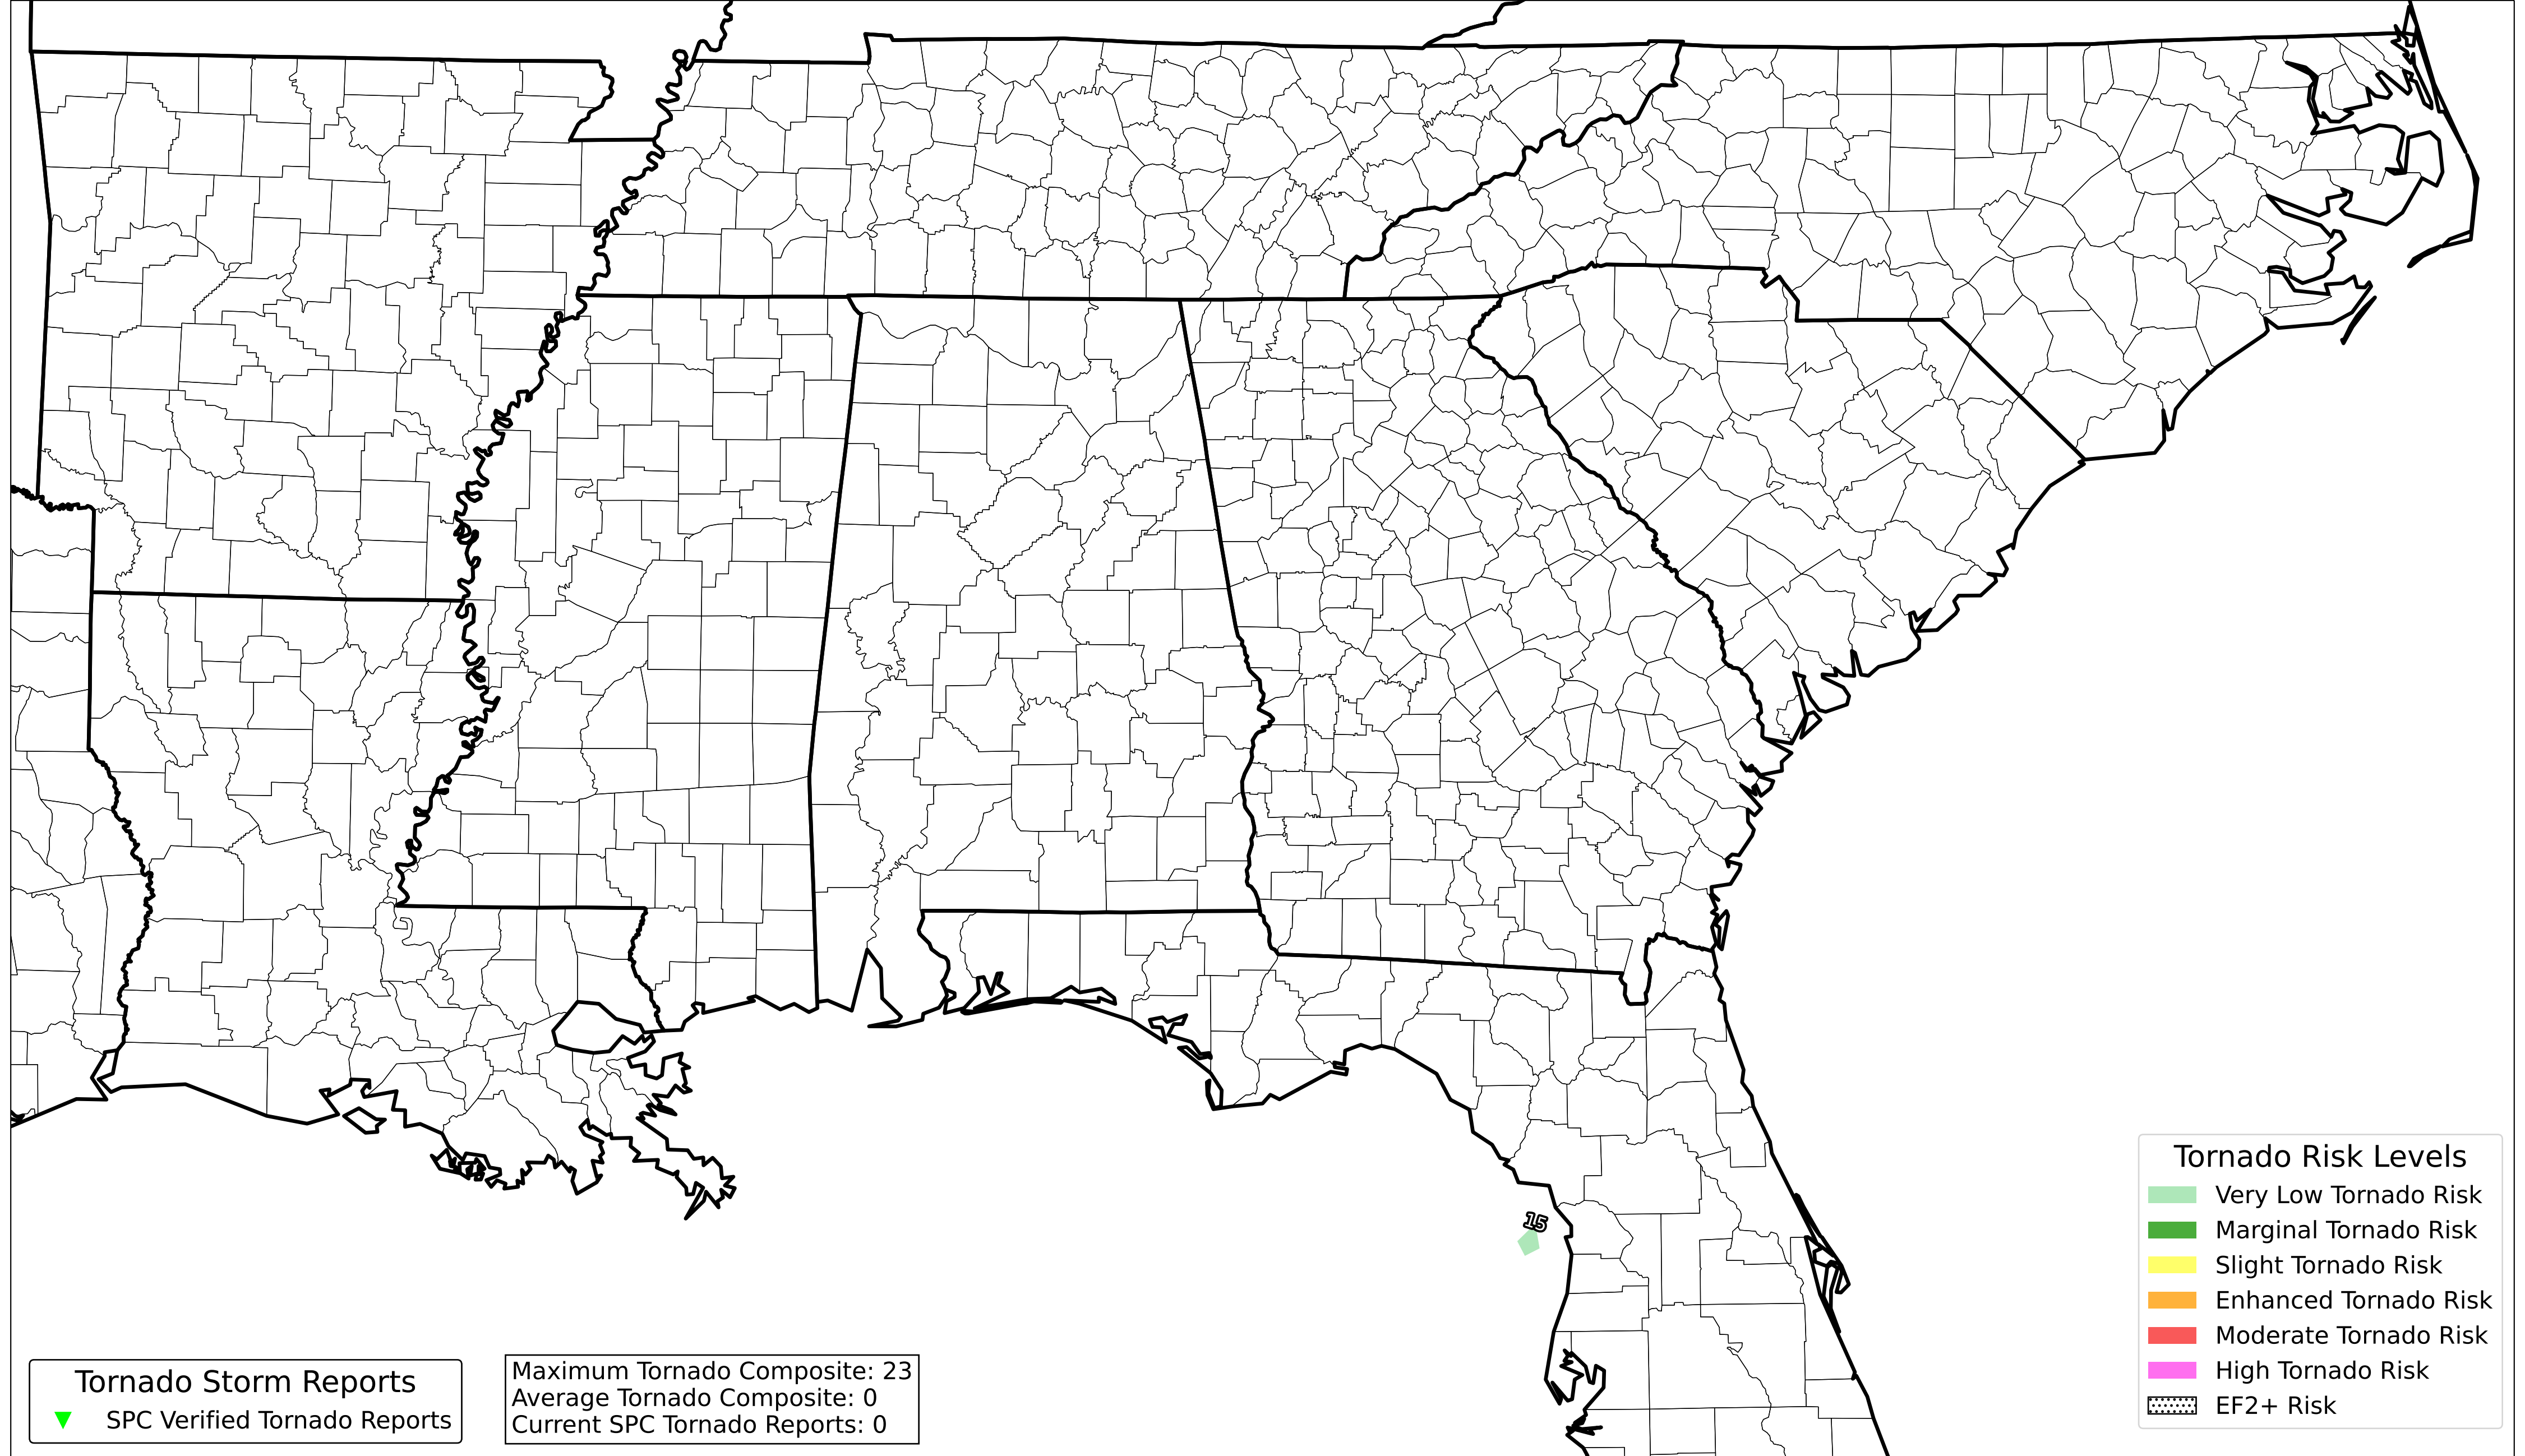 15
Tornado Risk Levels
Very Low Tornado Risk
Marginal Tornado Risk
Slight Tornado Risk
Enhanced Tornado Risk
Moderate Tornado Risk
High Tornado Risk
EF2+ Risk
Tornado Storm Reports
SPC Verified Tornado Reports
Maximum Tornado Composite: 23
Average Tornado Composite: 0
Current SPC Tornado Reports: 0